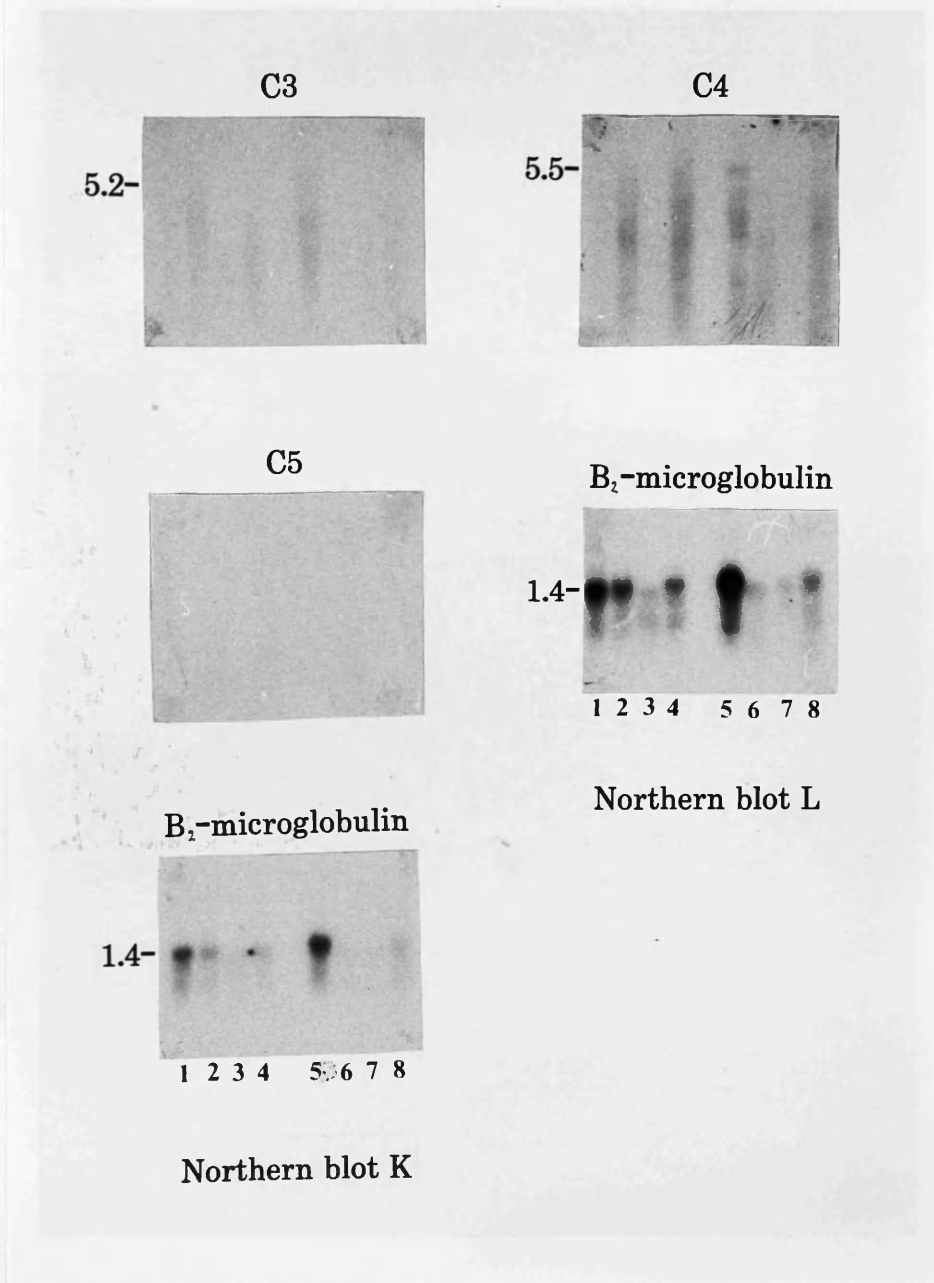 C3
5.2-
C4
5.5-
C5
B₂-microglobulin
1.4-
1 2 3 4 5 6 7 8
Northern blot L
B₂-microglobulin
1.4-
1 2 3 4 5 6 7 8
Northern blot K